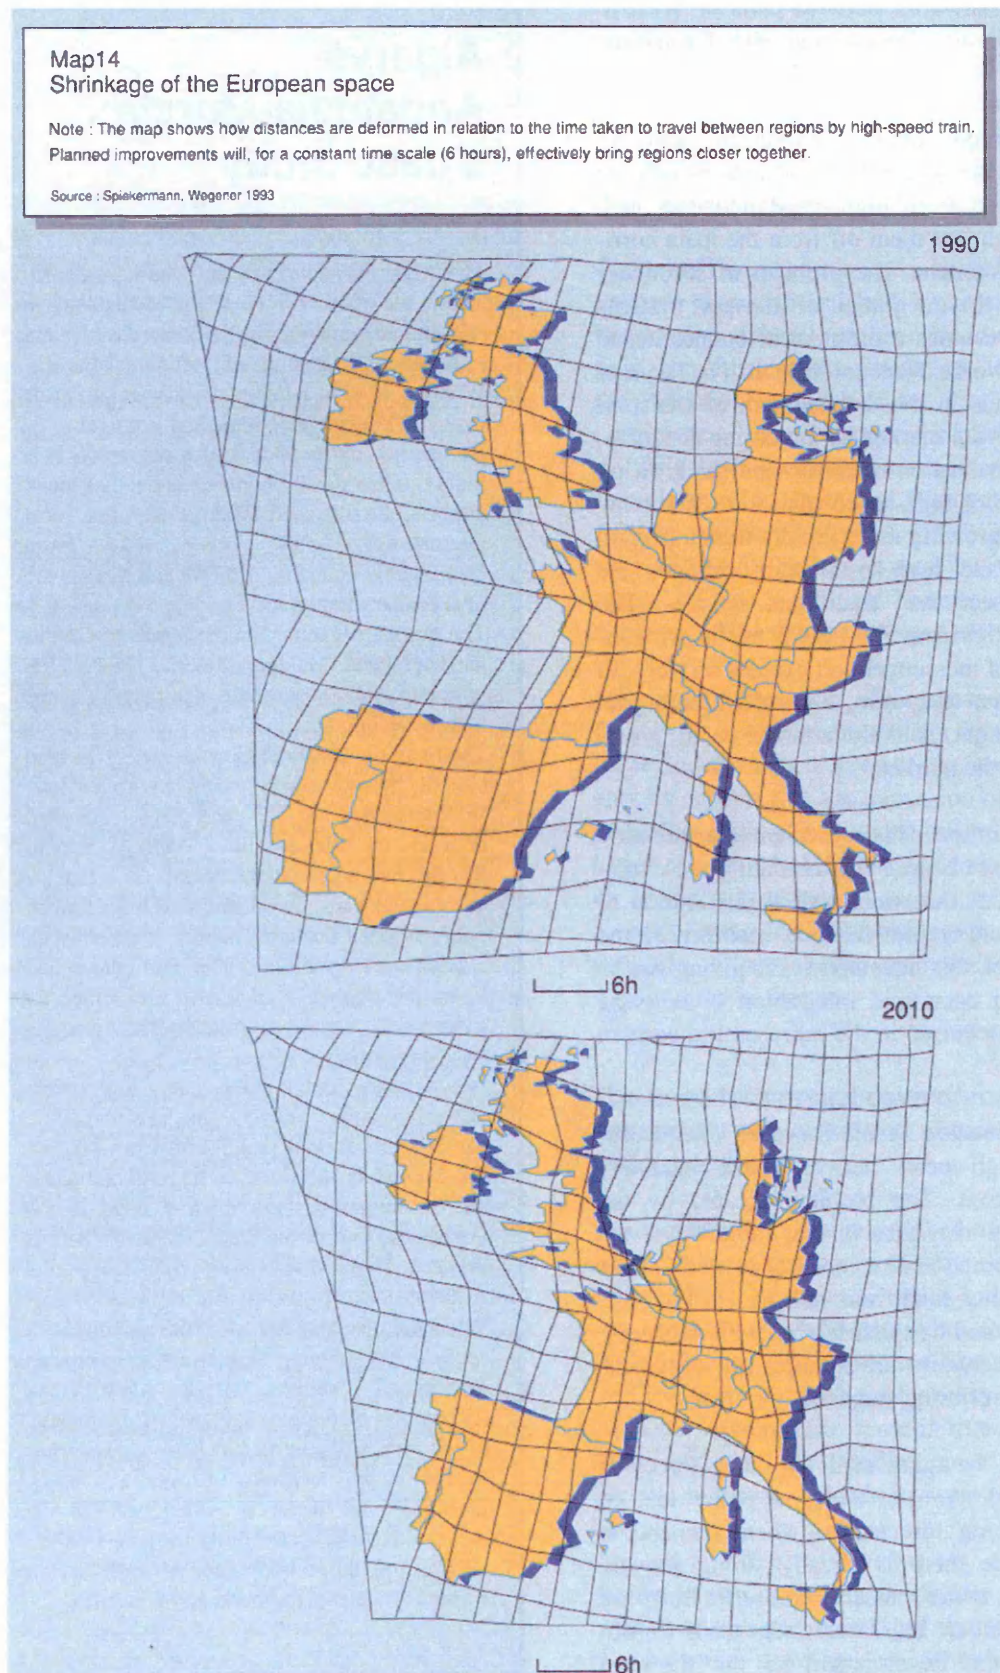 Map14
Shrinkage of the European space
Note : The map shows how distances are deformed in relation to the time taken to travel between regions by high-speed train.
Planned improvements will, for a constant time scale (6 hours), effectively bring regions closer together.
Source : Spiekermann, Wegener 1993
1990
6h
2010
6h